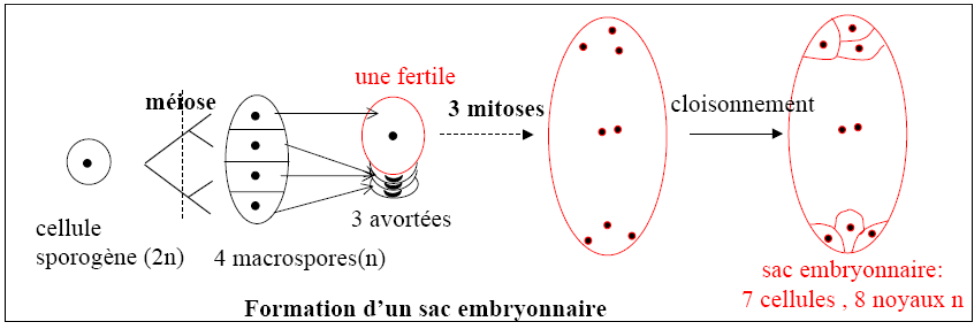 méiose
une fertile
3 mitoses
cloisonnement
cellule
sporogène (2n)
4 macrospores(n)
3 avortées
sac embryonnaire:
7 cellules , 8 noyaux n
Formation d'un sac embryonnaire